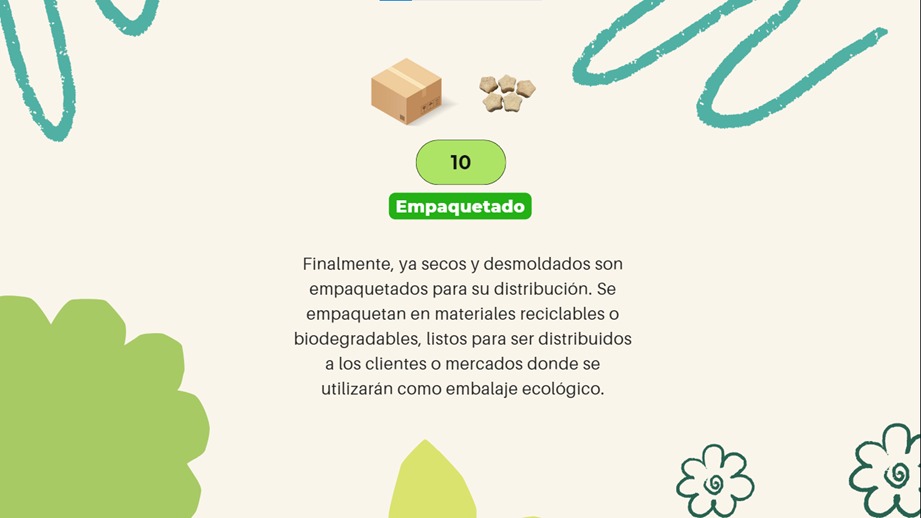 10
Empaquetado
Finalmente, ya secos y desmoldados son
empaquetados para su distribución. Se
empaquetan en materiales reciclables o
biodegradables, listos para ser distribuidos
a los clientes o mercados donde se
utilizarán como embalaje ecológico.